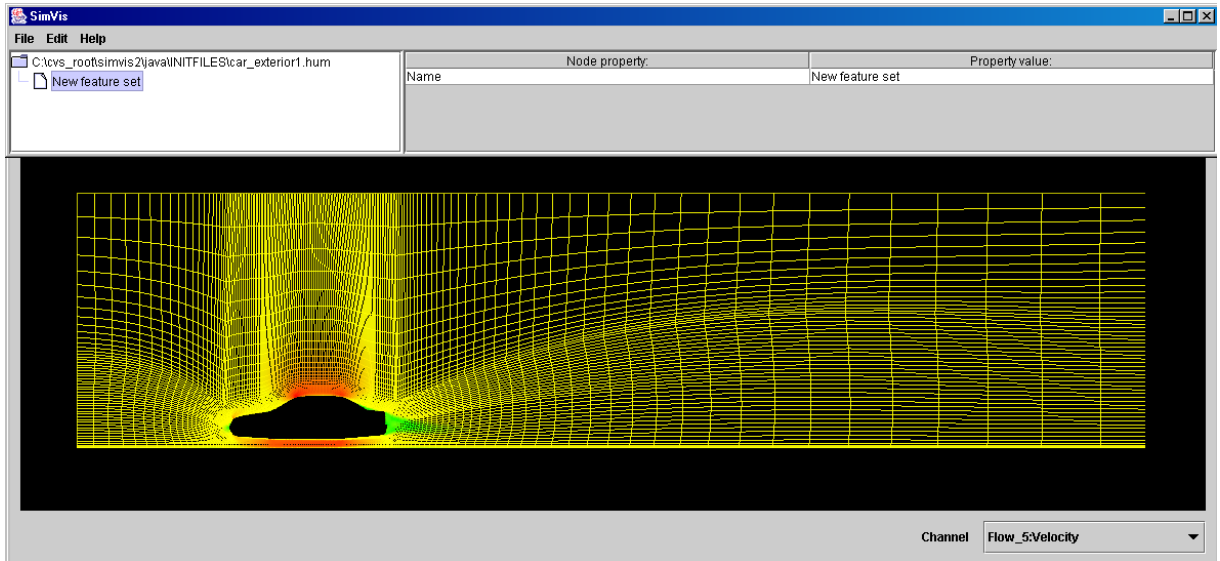 SimVis
File Edit Help
C:\cvs_root\simvis2\java\INITFILES\car_exterior1.hum
New feature set
Node property: Property value:
Name New feature set
Channel Flow_5:Velocity